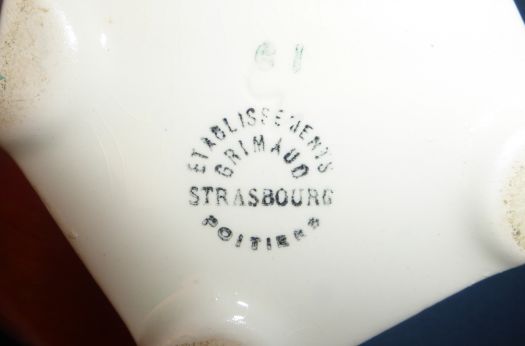 61
ETABLISSEMENTS
GRIMAUD
STRASBOURG
POITIERS